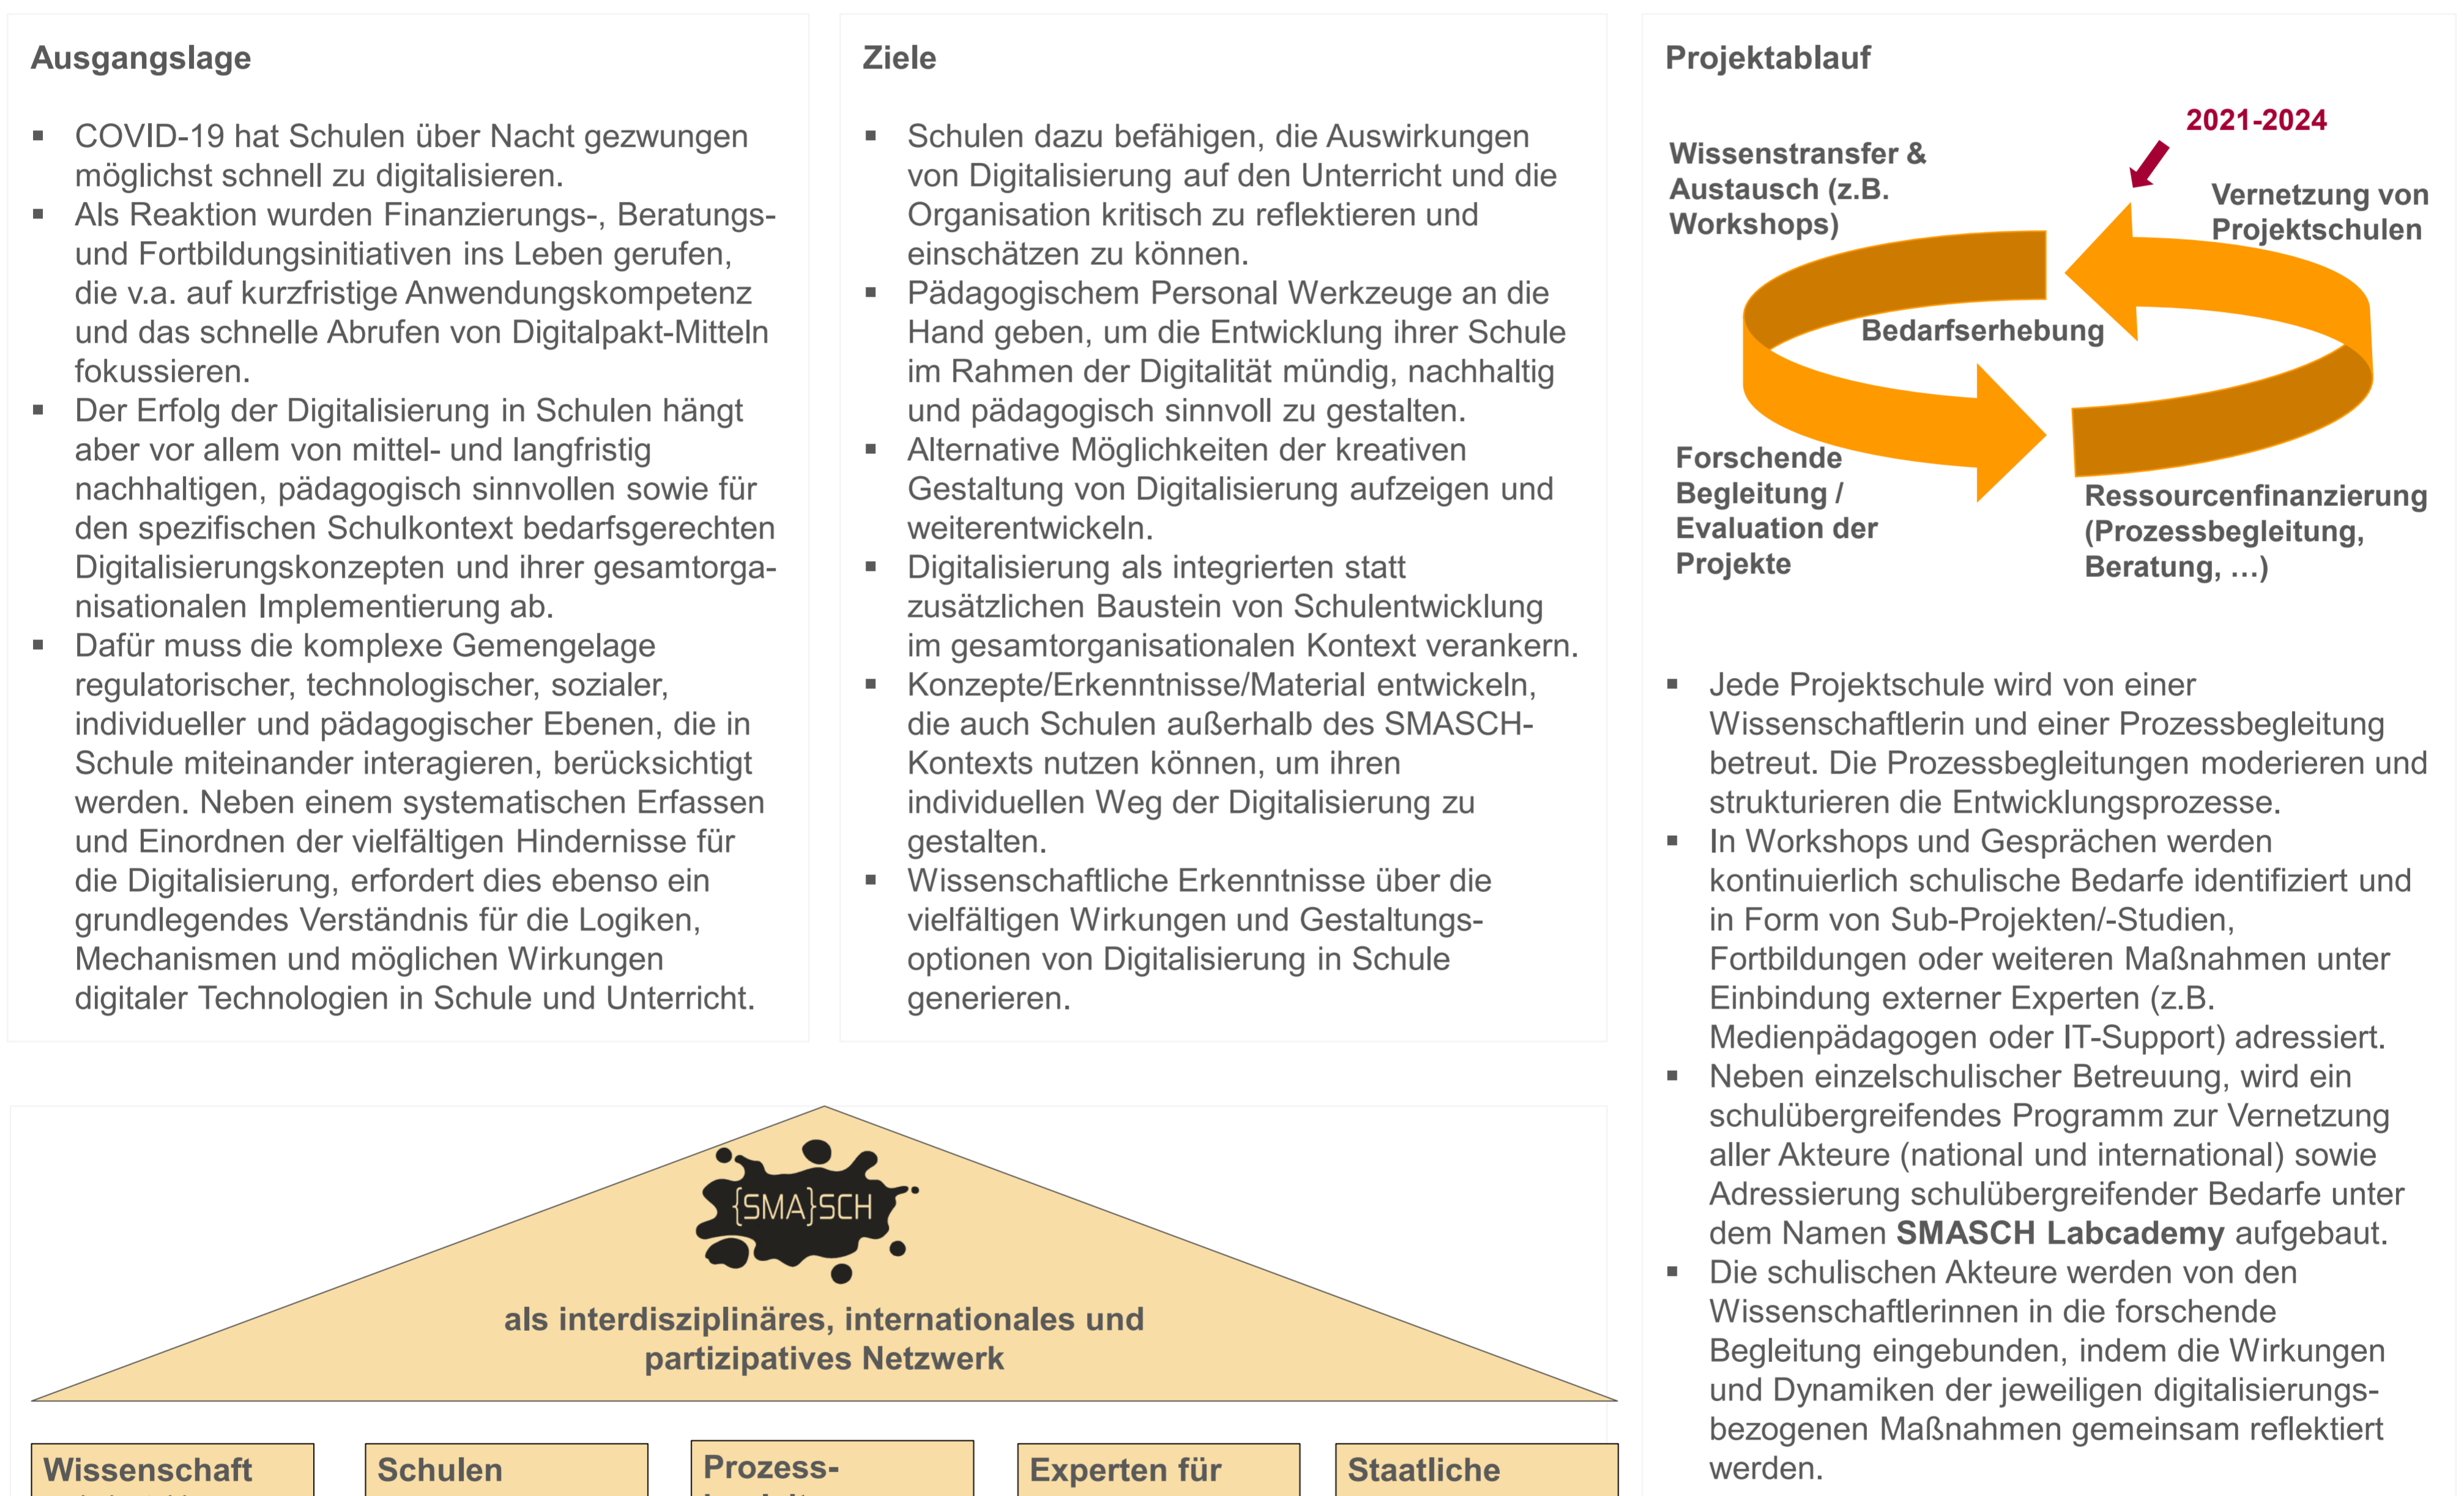 Ausgangslage
▪ COVID-19 hat Schulen über Nacht gezwungen
möglichst schnell zu digitalisieren.
▪ Als Reaktion wurden Finanzierungs-, Beratungs-
und Fortbildungsinitiativen ins Leben gerufen,
die v.a. auf kurzfristige Anwendungskompetenz
und das schnelle Abrufen von Digitalpakt-Mitteln
fokussieren.
▪ Der Erfolg der Digitalisierung in Schulen hängt
aber vor allem von mittel- und langfristig
nachhaltigen, pädagogisch sinnvollen sowie für
den spezifischen Schulkontext bedarfsgerechten
Digitalisierungskonzepten und ihrer gesamtorga-
nisationalen Implementierung ab.
▪ Dafür muss die komplexe Gemengelage
regulatorischer, technologischer, sozialer,
individueller und pädagogischer Ebenen, die in
Schule miteinander interagieren, berücksichtigt
werden. Neben einem systematischen Erfassen
und Einordnen der vielfältigen Hindernisse für
die Digitalisierung, erfordert dies ebenso ein
grundlegendes Verständnis für die Logiken,
Mechanismen und möglichen Wirkungen
digitaler Technologien in Schule und Unterricht.
Ziele
▪ Schulen dazu befähigen, die Auswirkungen
von Digitalisierung auf den Unterricht und die
Organisation kritisch zu reflektieren und
einschätzen zu können.
▪ Pädagogischem Personal Werkzeuge an die
Hand geben, um die Entwicklung ihrer Schule
im Rahmen der Digitalität mündig, nachhaltig
und pädagogisch sinnvoll zu gestalten.
▪ Alternative Möglichkeiten der kreativen
Gestaltung von Digitalisierung aufzeigen und
weiterentwickeln.
▪ Digitalisierung als integrierten statt
zusätzlichen Baustein von Schulentwicklung
im gesamtorganisationalen Kontext verankern.
▪ Konzepte/Erkenntnisse/Material entwickeln,
die auch Schulen außerhalb des SMASCH-
Kontexts nutzen können, um ihren
individuellen Weg der Digitalisierung zu
gestalten.
▪ Wissenschaftliche Erkenntnisse über die
vielfältigen Wirkungen und Gestaltungs-
optionen von Digitalisierung in Schule
generieren.
Projektablauf
2021-2024
Wissenstransfer &
Austausch (z.B.
Workshops)
Vernetzung von
Projektschulen
Bedarfserhebung
Forschende
Begleitung /
Evaluation der
Projekte
Ressourcenfinanzierung
(Prozessbegleitung,
Beratung, …)
▪ Jede Projektschule wird von einer
Wissenschaftlerin und einer Prozessbegleitung
betreut. Die Prozessbegleitungen moderieren und
strukturieren die Entwicklungsprozesse.
▪ In Workshops und Gesprächen werden
kontinuierlich schulische Bedarfe identifiziert und
in Form von Sub-Projekten/-Studien,
Fortbildungen oder weiteren Maßnahmen unter
Einbindung externer Experten (z.B.
Medienpädagogen oder IT-Support) adressiert.
▪ Neben einzelschulischer Betreuung, wird ein
schulübergreifendes Programm zur Vernetzung
aller Akteure (national und international) sowie
Adressierung schulübergreifender Bedarfe unter
dem Namen SMASCH Labcademy aufgebaut.
▪ Die schulischen Akteure werden von den
Wissenschaftlerinnen in die forschende
Begleitung eingebunden, indem die Wirkungen
und Dynamiken der jeweiligen digitalisierungs-
bezogenen Maßnahmen gemeinsam reflektiert
werden.
{SMA}SCH
als interdisziplinäres, internationales und
partizipatives Netzwerk
Wissenschaft
Schulen
Prozess-
Experten für
Staatliche